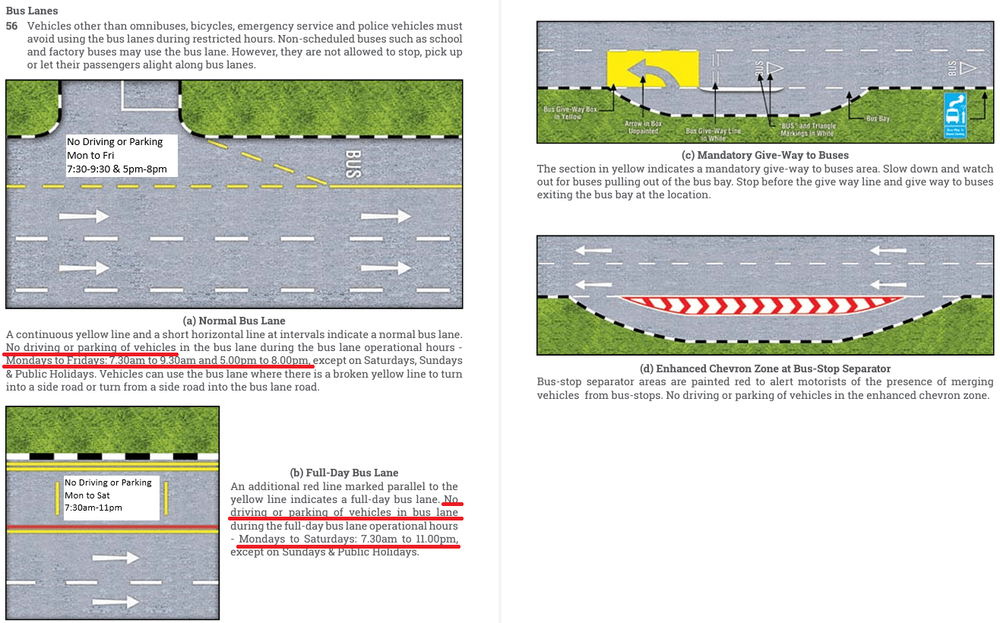 Bus Lanes
56 Vehicles other than omnibuses, bicycles, emergency service and police vehicles must
avoid using the bus lanes during restricted hours. Non-scheduled buses such as school
and factory buses may use the bus lane. However, they are not allowed to stop, pick up
or let their passengers alight along bus lanes.
No Driving or Parking
Mon to Fri
7:30-9:30 & 5pm-8pm
BUS
(a) Normal Bus Lane
A continuous yellow line and a short horizontal line at intervals indicate a normal bus lane.
No driving or parking of vehicles in the bus lane during the bus lane operational hours -
Mondays to Fridays: 7.30am to 9.30am and 5.00pm to 8.00pm, except on Saturdays, Sundays
& Public Holidays. Vehicles can use the bus lane where there is a broken yellow line to turn
into a side road or turn from a side road into the bus lane road.
No Driving or Parking
Mon to Sat
7:30am-11pm
(b) Full-Day Bus Lane
An additional red line marked parallel to the
yellow line indicates a full-day bus lane. No
driving or parking of vehicles in bus lane
during the full-day bus lane operational hours
- Mondays to Saturdays: 7.30am to 11.00pm,
except on Sundays & Public Holidays.
BUS
BUS
Bus Give-Way Box
in Yellow
Arrow in Box
Unpainted
Bus Give-Way Line
in White
"BUS" and Triangle
Markings in White
Bus Bay
(c) Mandatory Give-Way to Buses
The section in yellow indicates a mandatory give-way to buses area. Slow down and watch
out for buses pulling out of the bus bay. Stop before the give way line and give way to buses
exiting the bus bay at the location.
(d) Enhanced Chevron Zone at Bus-Stop Separator
Bus-stop separator areas are painted red to alert motorists of the presence of merging
vehicles from bus-stops. No driving or parking of vehicles in the enhanced chevron zone.